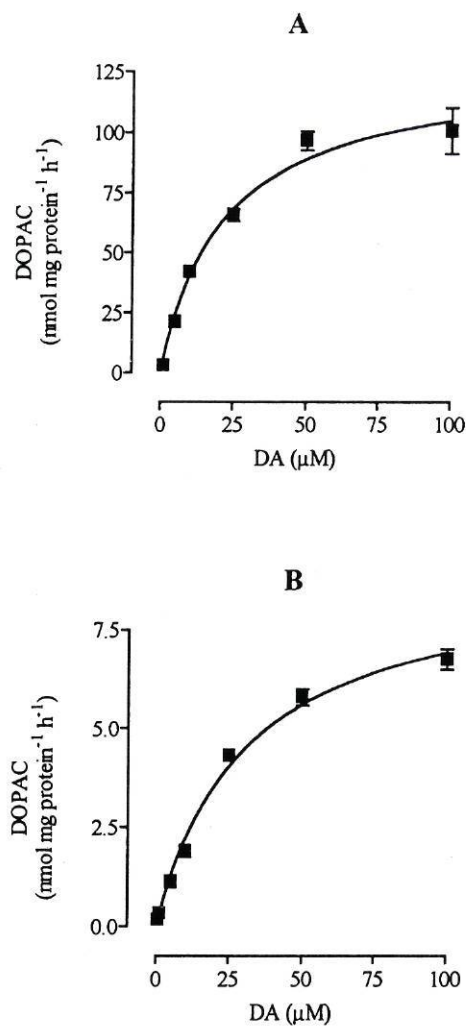 A
DOPAC
(nmol mg protein⁻¹ h⁻¹)
125
100
75
50
25
0
0 25 50 75 100
DA (μM)
B
DOPAC
(nmol mg protein⁻¹ h⁻¹)
7.5
5.0
2.5
0.0
0 25 50 75 100
DA (μM)